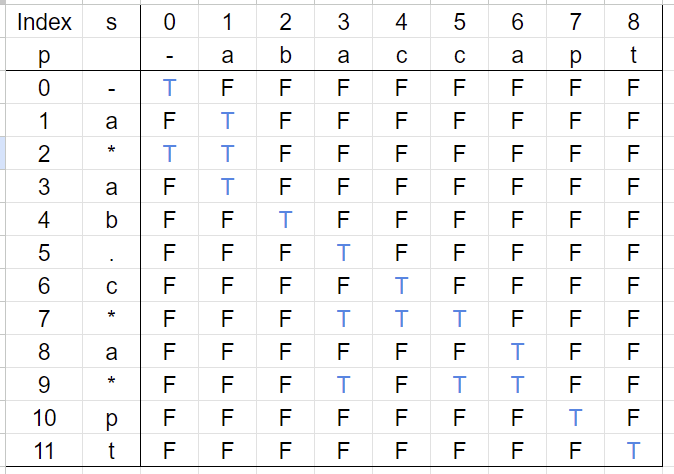 Index s 0 1 2 3 4 5 6 7 8
p - a b a c c a p t
0 - T F F F F F F F F
1 a F T F F F F F F F
2 * T T F F F F F F F
3 a F T F F F F F F F
4 b F F T F F F F F F
5 . F F F T F F F F F
6 c F F F F T F F F F
7 * F F F T T T F F F
8 a F F F F F F T F F
9 * F F F T F T T F F
10 p F F F F F F F T F
11 t F F F F F F F F T